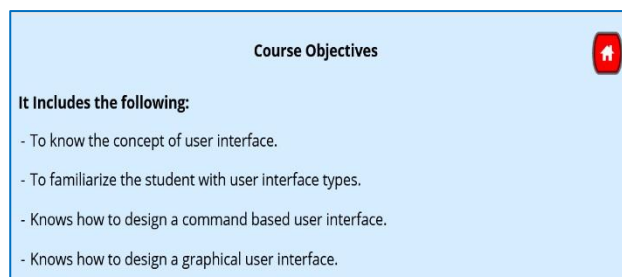 Course Objectives
It Includes the following:
- To know the concept of user interface.
- To familiarize the student with user interface types.
- Knows how to design a command based user interface.
- Knows how to design a graphical user interface.